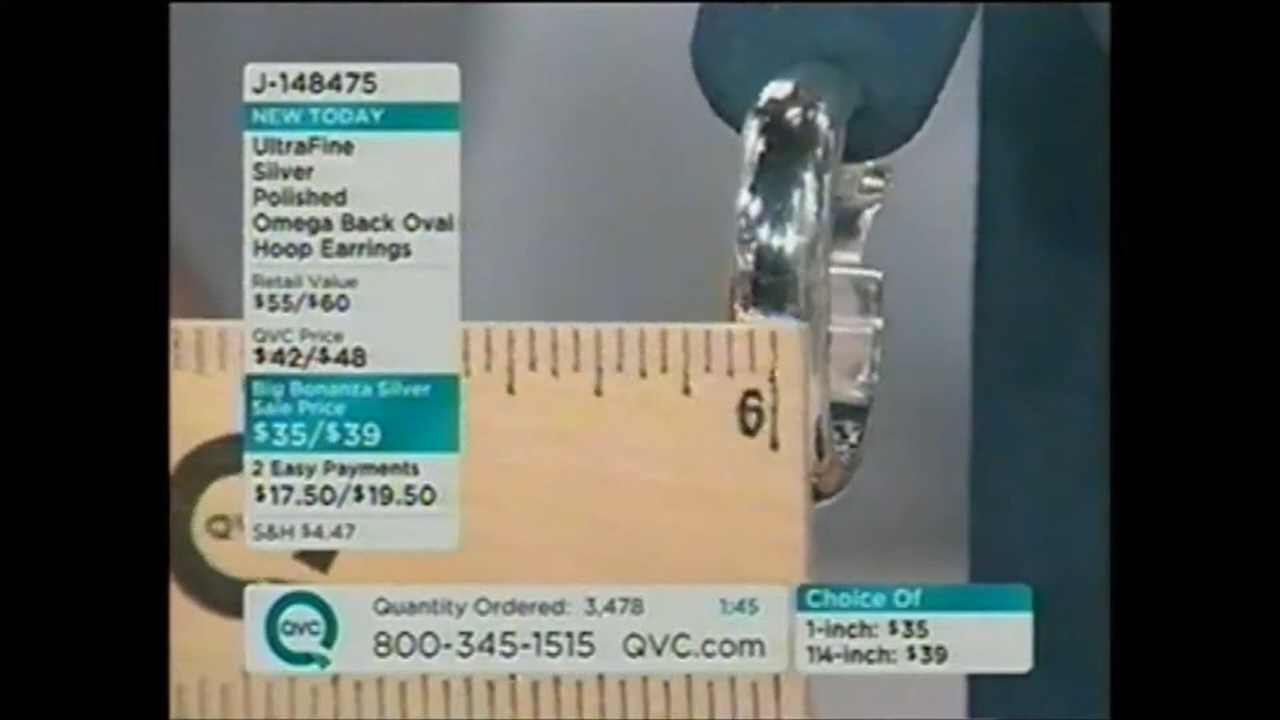 J-148475
NEW TODAY
UltraFine
Silver
Polished
Omega Back Oval
Hoop Earrings
Retail Value
$55/$60
QVC Price
$42/$48
Big Bonanza Silver
Sale Price
$35/$39
2 Easy Payments
$17.50/$19.50
S&H $4.47
6
Q
QVC
Quantity Ordered: 3,478 1:45
800-345-1515 QVC.com
Choice Of
1-inch: $35
1¼-inch: $39